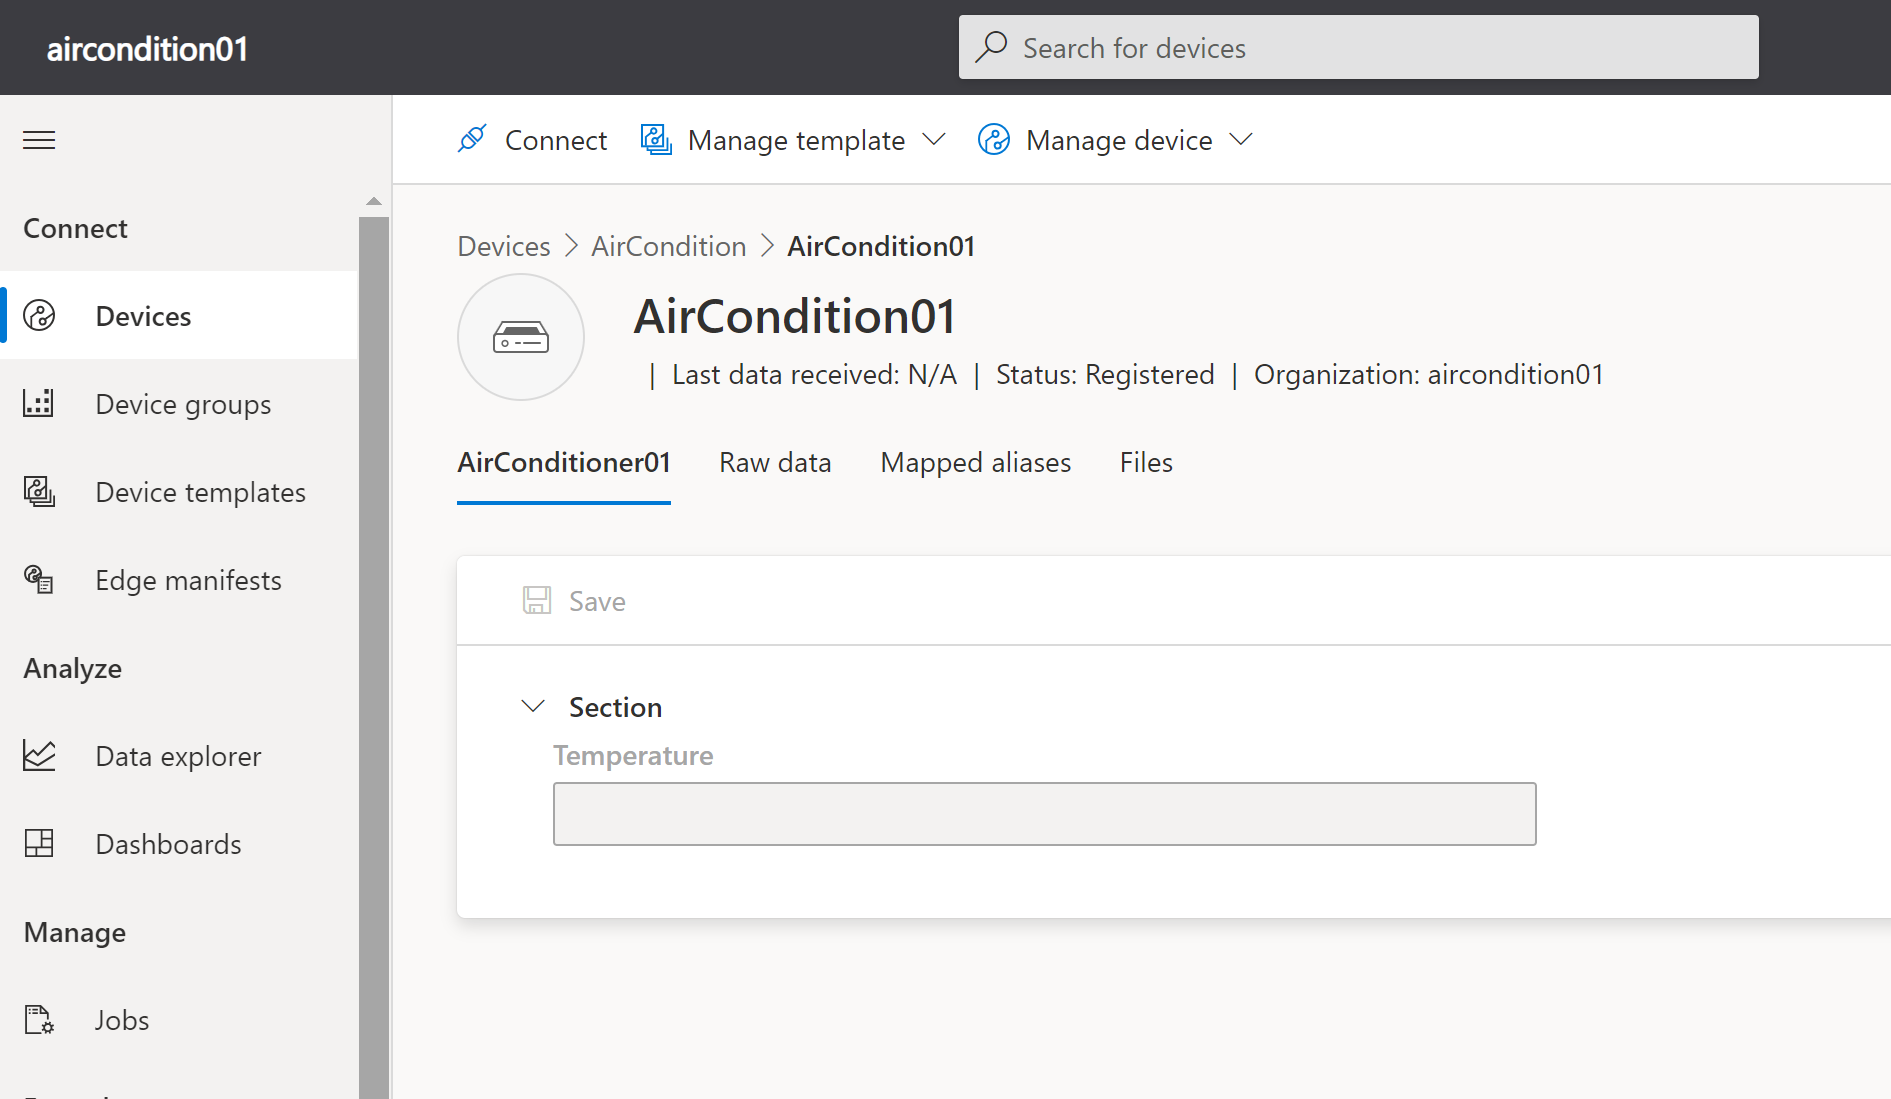 aircondition01
Search for devices
Connect
Manage template
Manage device
Connect
Devices
Device groups
Device templates
Edge manifests
Analyze
Data explorer
Dashboards
Manage
Jobs
Devices > AirCondition > AirCondition01
AirCondition01
| Last data received: N/A | Status: Registered | Organization: aircondition01
AirConditioner01
Raw data
Mapped aliases
Files
Save
Section
Temperature